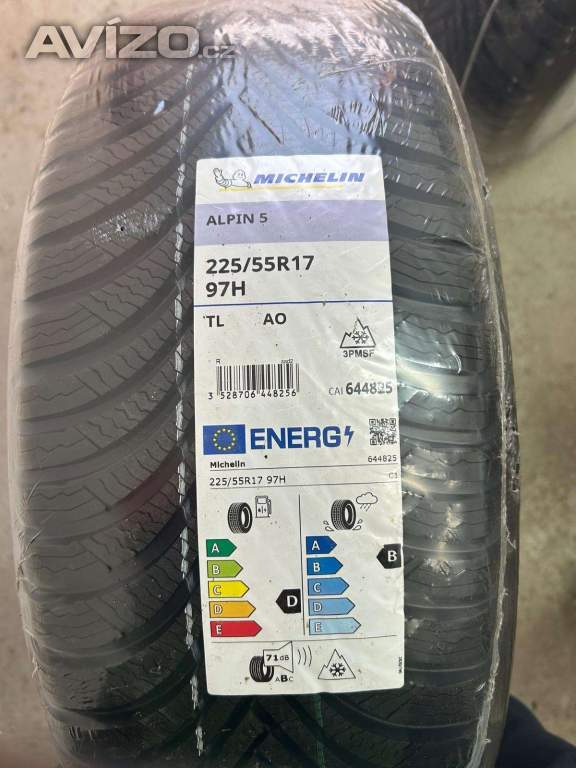 AVÍZO.cz
MICHELIN
ALPIN 5
225/55R17
97H
TL AO
3PMSF
R
3 528706 448256
CAI 644825
ENERG
Michelin 644825
225/55R17 97H C1
A A
B B B
C C
D D D
E E
71dB
ABC